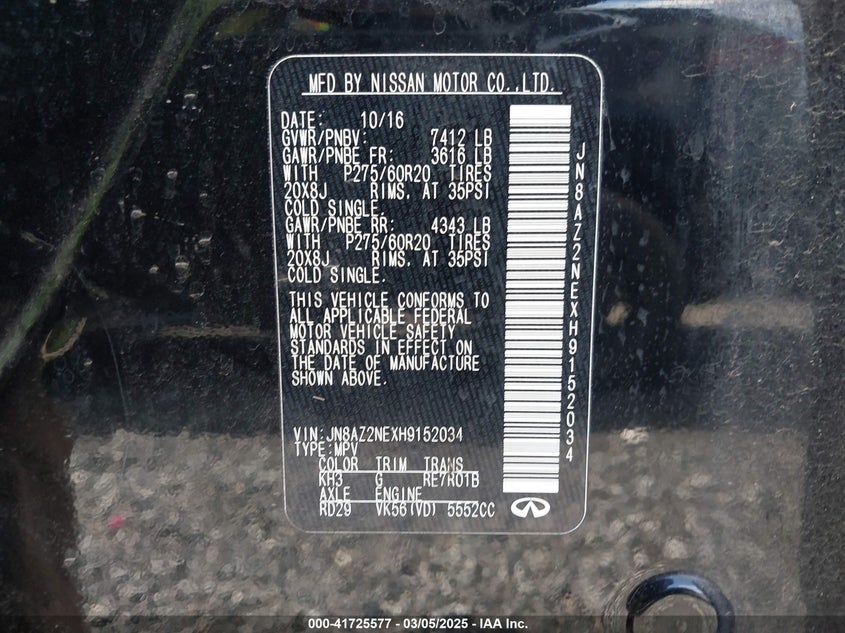 MFD BY NISSAN MOTOR CO.,LTD.
DATE: 10/16
GVWR/PNBV: 7412 LB
GAWR/PNBE FR: 3616 LB
WITH P275/60R20 TIRES
20X8J RIMS, AT 35PSI
COLD SINGLE.
GAWR/PNBE RR: 4343 LB
WITH P275/60R20 TIRES
20X8J RIMS, AT 35PSI
COLD SINGLE.
THIS VEHICLE CONFORMS TO
ALL APPLICABLE FEDERAL
MOTOR VEHICLE SAFETY
STANDARDS IN EFFECT ON
THE DATE OF MANUFACTURE
SHOWN ABOVE.
VIN:JN8AZ2NEXH9152034
TYPE:MPV
COLOR TRIM TRANS
KH3 G RE7R01B
AXLE ENGINE
RD29 VK56(VD) 5552CC
JN8AZ2NEXH9152034
000-41725577 — 03/05/2025 — Copyright © IAA, Inc.